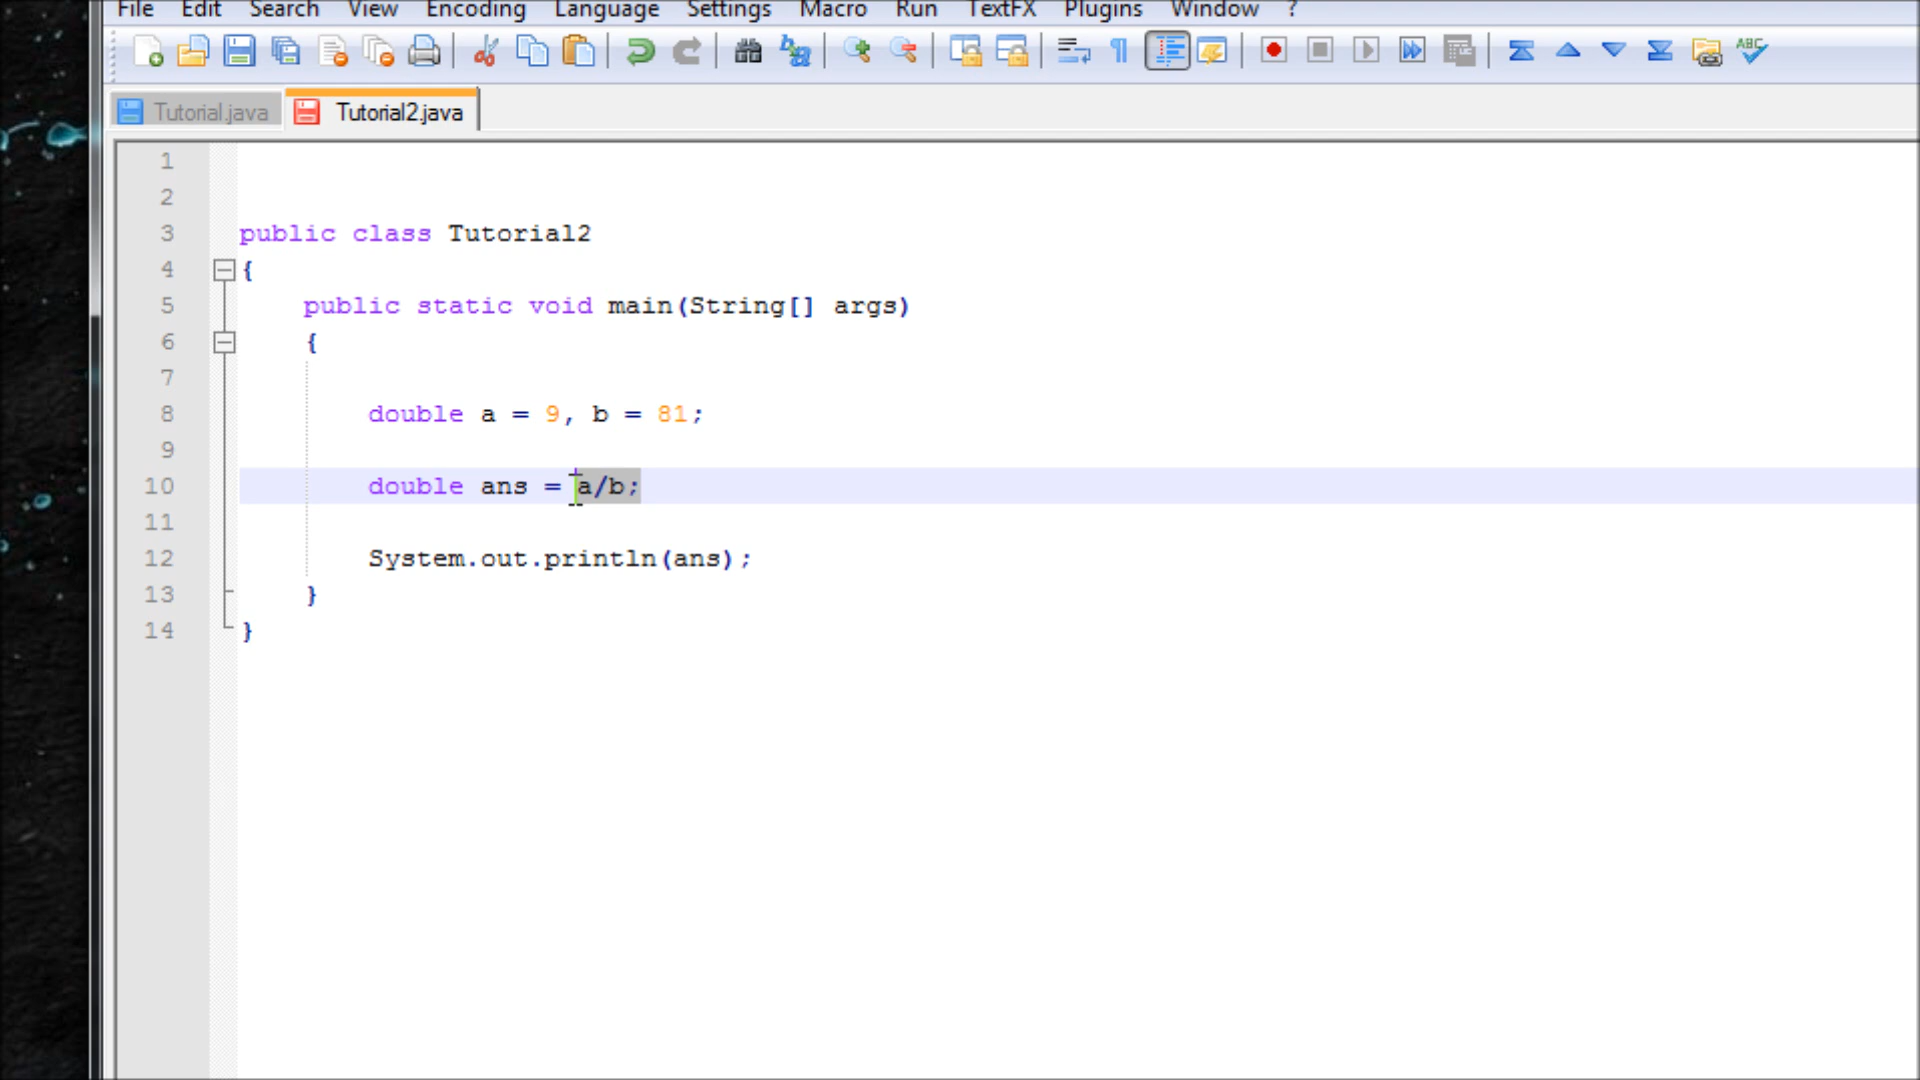 File Edit Search View Encoding Language Settings Macro Run TextFX Plugins Window ?
ABC
Tutorial.java Tutorial2.java
1
2
3 public class Tutorial2
4 {
5 public static void main(String[] args)
6 {
7
8 double a = 9, b = 81;
9
10 double ans = a/b;
11
12 System.out.println(ans);
13 }
14 }